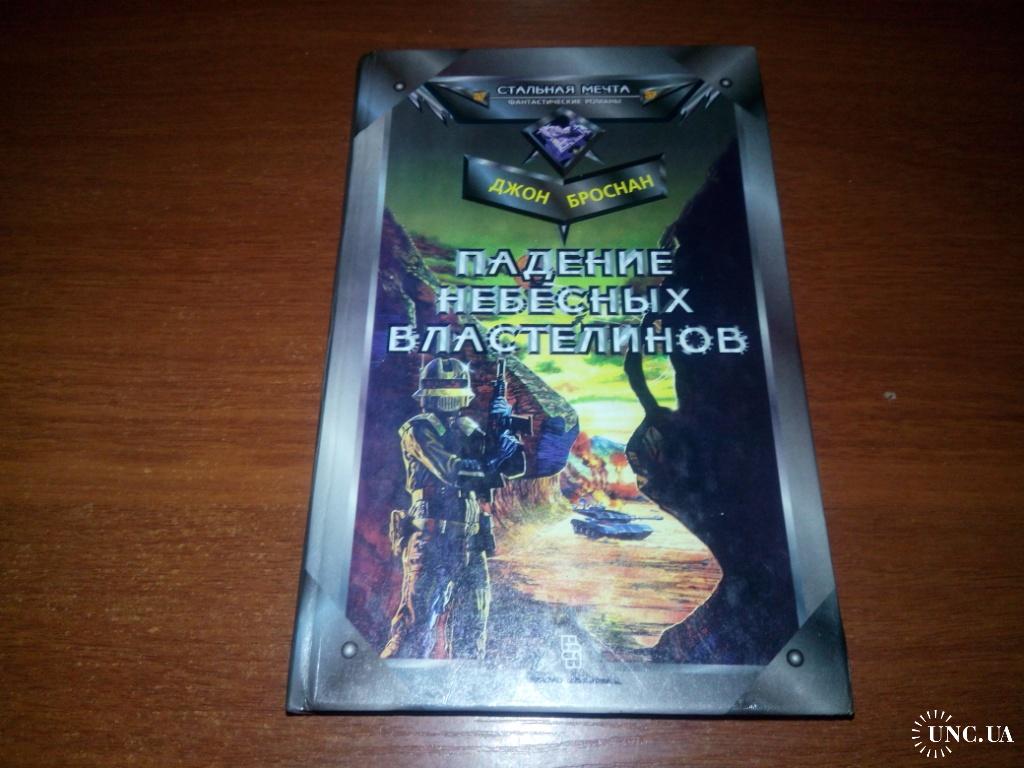 СТАЛЬНАЯ МЕЧТА
ФАНТАСТИЧЕСКИЕ РОМАНЫ
ДЖОН БРОСНАН
ПАДЕНИЕ
НЕБЕСНЫХ
ВЛАСТЕЛИНОВ
UNC.UA